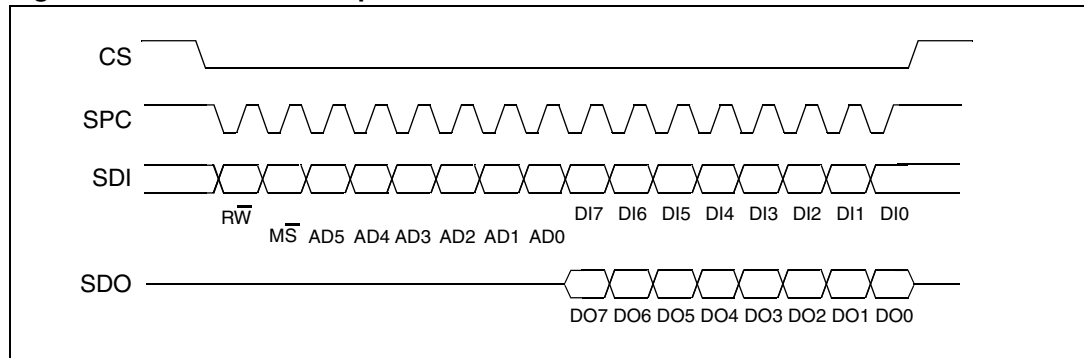 CS
SPC
SDI
RW̅
DI7 DI6 DI5 DI4 DI3 DI2 DI1 DI0
MS̅ AD5 AD4 AD3 AD2 AD1 AD0
SDO
DO7 DO6 DO5 DO4 DO3 DO2 DO1 DO0